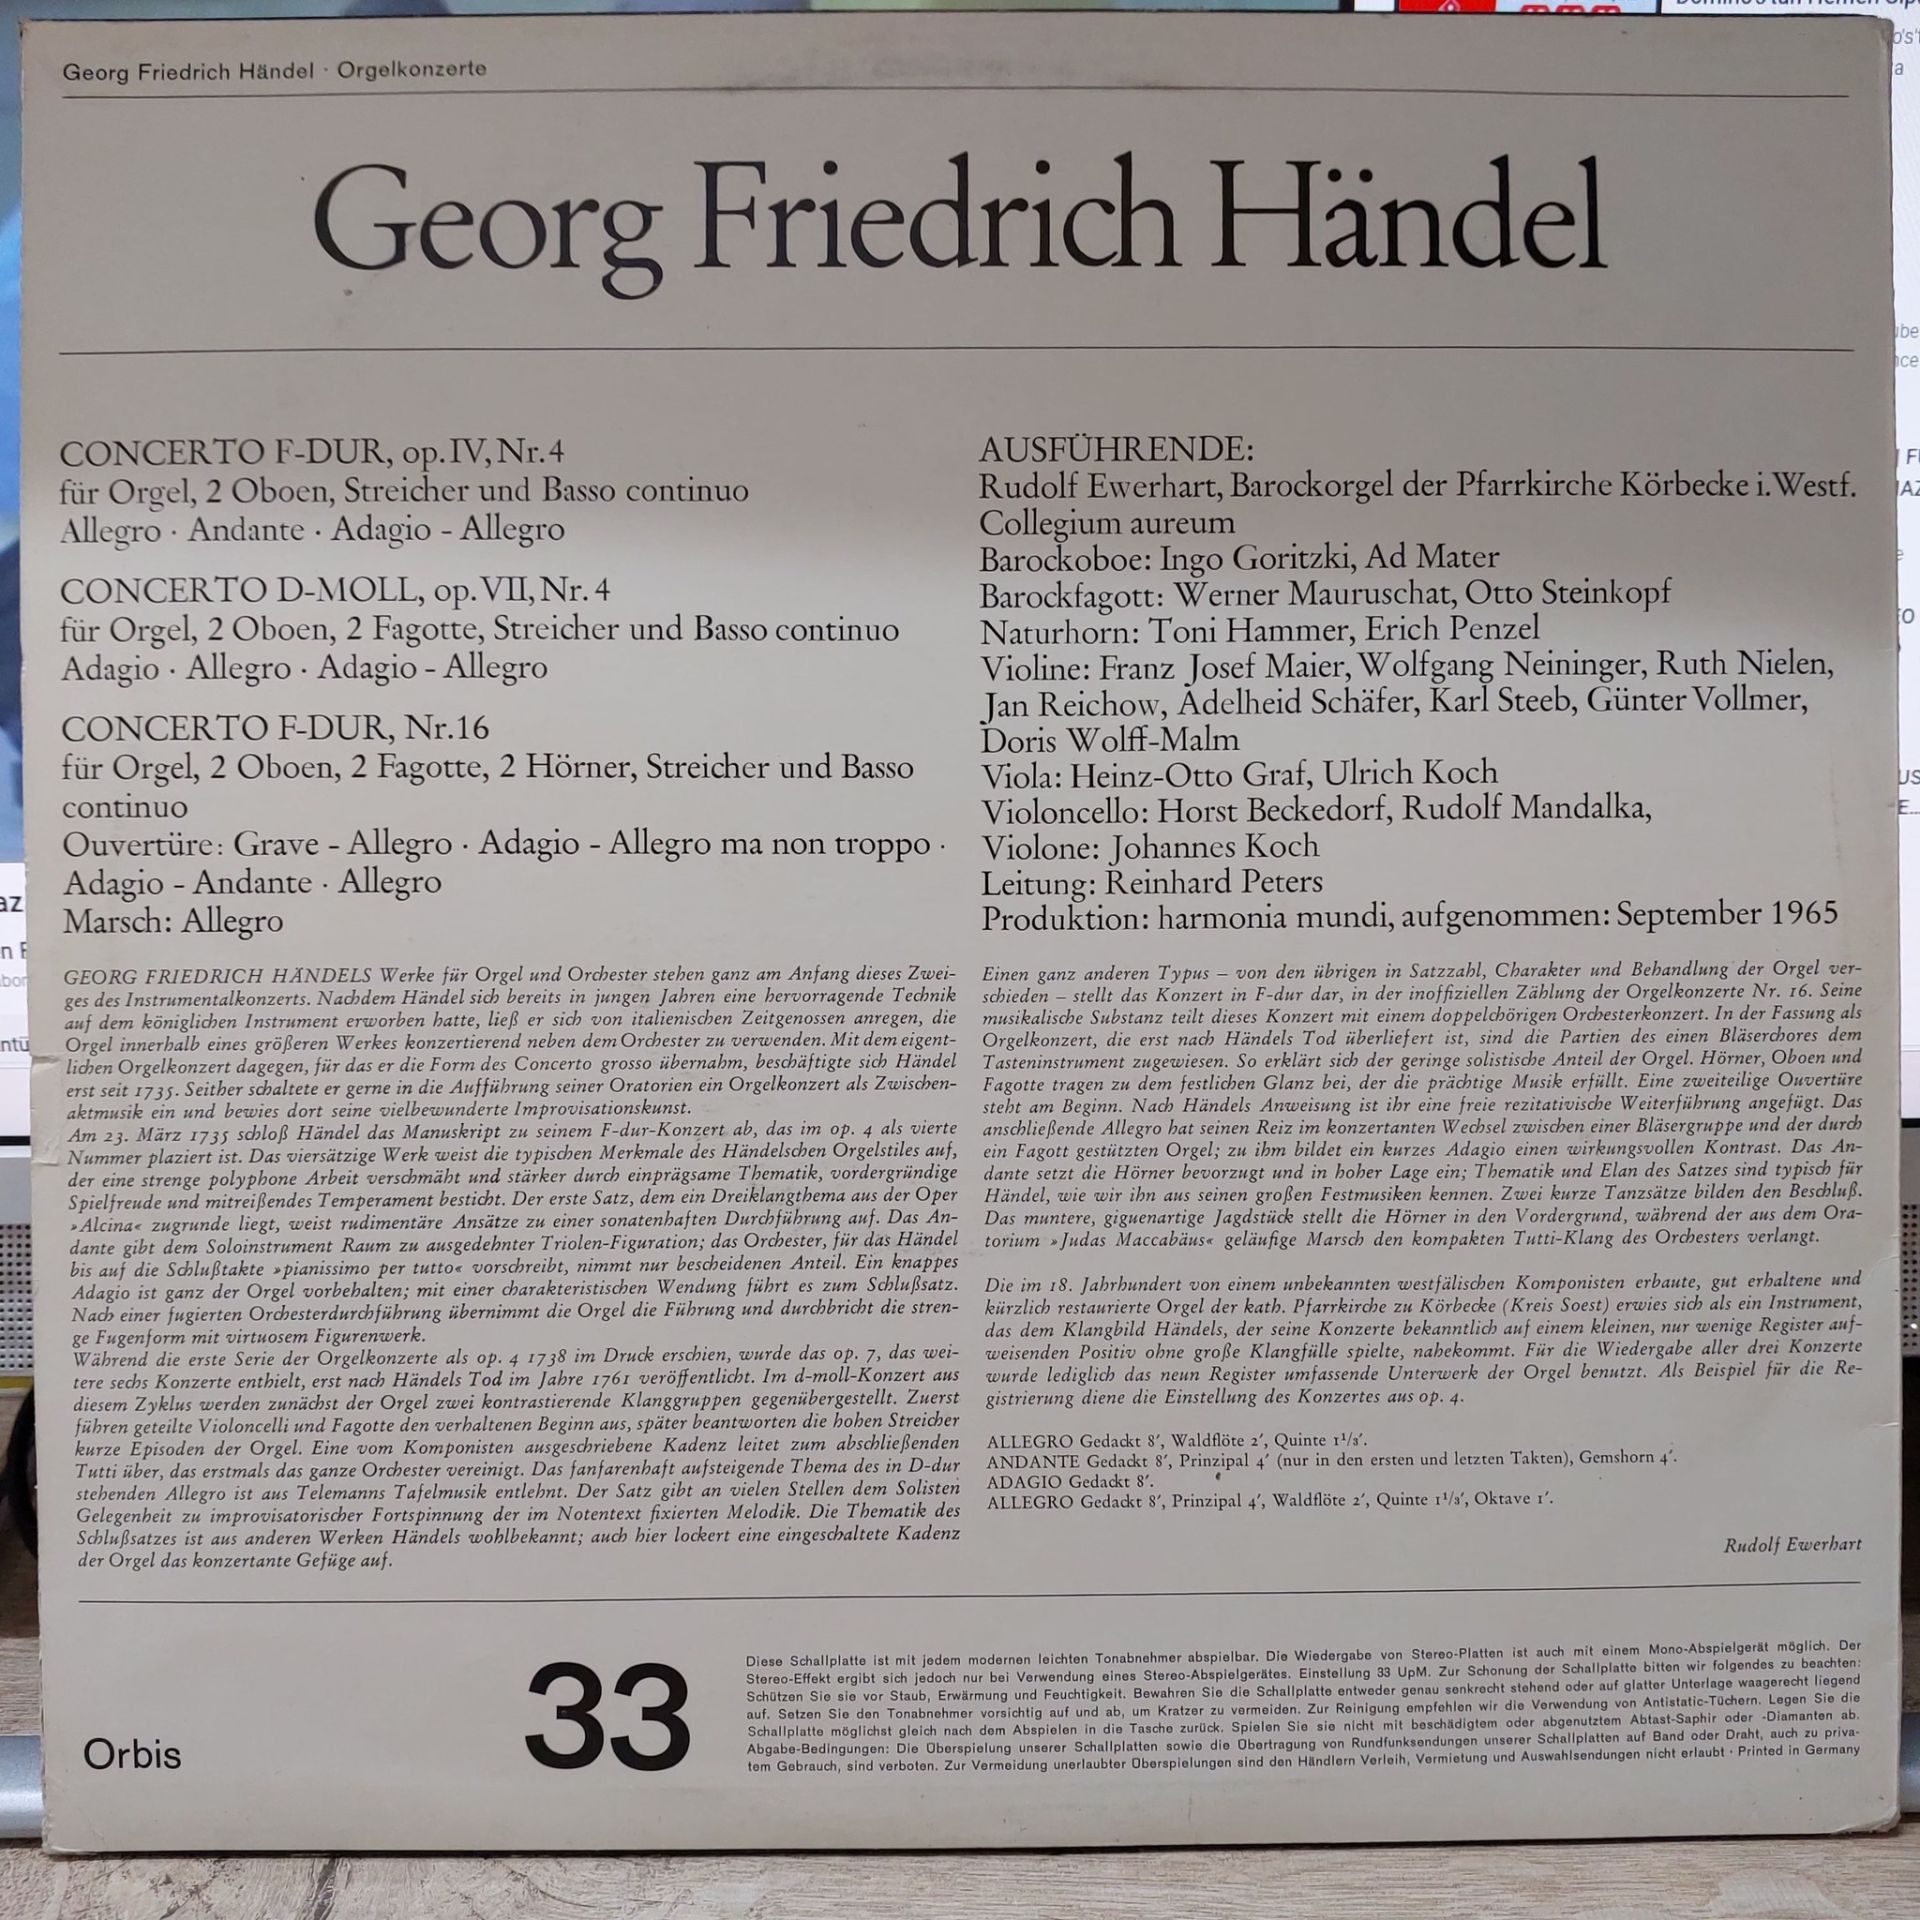 Georg Friedrich Händel · Orgelkonzerte
Georg Friedrich Händel
CONCERTO F-DUR, op.IV, Nr. 4
für Orgel, 2 Oboen, Streicher und Basso continuo
Allegro · Andante · Adagio - Allegro
CONCERTO D-MOLL, op. VII, Nr. 4
für Orgel, 2 Oboen, 2 Fagotte, Streicher und Basso continuo
Adagio · Allegro · Adagio - Allegro
CONCERTO F-DUR, Nr. 16
für Orgel, 2 Oboen, 2 Fagotte, 2 Hörner, Streicher und Basso
continuo
Ouvertüre: Grave - Allegro · Adagio - Allegro ma non troppo ·
Adagio - Andante · Allegro
Marsch: Allegro
GEORG FRIEDRICH HÄNDELS Werke für Orgel und Orchester stehen ganz am Anfang dieses Zwei-
ges des Instrumentalkonzerts. Nachdem Händel sich bereits in jungen Jahren eine hervorragende Technik
auf dem königlichen Instrument erworben hatte, ließ er sich von italienischen Zeitgenossen anregen, die
Orgel innerhalb eines größeren Werkes konzertierend neben dem Orchester zu verwenden. Mit dem eigent-
lichen Orgelkonzert dagegen, für das er die Form des Concerto grosso übernahm, beschäftigte sich Händel
erst seit 1735. Seither schaltete er gerne in die Aufführung seiner Oratorien ein Orgelkonzert als Zwischen-
aktmusik ein und bewies dort seine vielbewunderte Improvisationskunst.
Am 23. März 1735 schloß Händel das Manuskript zu seinem F-dur-Konzert ab, das im op. 4 als vierte
Nummer plaziert ist. Das viersätzige Werk weist die typischen Merkmale des Händelschen Orgelstiles auf,
der eine strenge polyphone Arbeit verschmäht und stärker durch einprägsame Thematik, vordergründige
Spielfreude und mitreißendes Temperament besticht. Der erste Satz, dem ein Dreiklangthema aus der Oper
»Alcina« zugrunde liegt, weist rudimentäre Ansätze zu einer sonatenhaften Durchführung auf. Das An-
dante gibt dem Soloinstrument Raum zu ausgedehnter Triolen-Figuration; das Orchester, für das Händel
bis auf die Schlußtakte »pianissimo per tutto« vorschreibt, nimmt nur bescheidenen Anteil. Ein knappes
Adagio ist ganz der Orgel vorbehalten; mit einer charakteristischen Wendung führt es zum Schlußsatz.
Nach einer fugierten Orchesterdurchführung übernimmt die Orgel die Führung und durchbricht die stren-
ge Fugenform mit virtuosem Figurenwerk.
Während die erste Serie der Orgelkonzerte als op. 4 1738 im Druck erschien, wurde das op. 7, das wei-
tere sechs Konzerte enthielt, erst nach Händels Tod im Jahre 1761 veröffentlicht. Im d-moll-Konzert aus
diesem Zyklus werden zunächst der Orgel zwei kontrastierende Klanggruppen gegenübergestellt. Zuerst
führen geteilte Violoncelli und Fagotte den verhaltenen Beginn aus, später beantworten die hohen Streicher
kurze Episoden der Orgel. Eine vom Komponisten ausgeschriebene Kadenz leitet zum abschließenden
Tutti über, das erstmals das ganze Orchester vereinigt. Das fanfarenhaft aufsteigende Thema des in D-dur
stehenden Allegro ist aus Telemanns Tafelmusik entlehnt. Der Satz gibt an vielen Stellen dem Solisten
Gelegenheit zu improvisatorischer Fortspinnung der im Notentext fixierten Melodik. Die Thematik des
Schlußsatzes ist aus anderen Werken Händels wohlbekannt; auch hier lockert eine eingeschaltete Kadenz
der Orgel das konzertante Gefüge auf.
AUSFÜHRENDE:
Rudolf Ewerhart, Barockorgel der Pfarrkirche Körbecke i. Westf.
Collegium aureum
Barockoboe: Ingo Goritzki, Ad Mater
Barockfagott: Werner Mauruschat, Otto Steinkopf
Naturhorn: Toni Hammer, Erich Penzel
Violine: Franz Josef Maier, Wolfgang Neininger, Ruth Nielen,
Jan Reichow, Adelheid Schäfer, Karl Steeb, Günter Vollmer,
Doris Wolff-Malm
Viola: Heinz-Otto Graf, Ulrich Koch
Violoncello: Horst Beckedorf, Rudolf Mandalka,
Violone: Johannes Koch
Leitung: Reinhard Peters
Produktion: harmonia mundi, aufgenommen: September 1965
Einen ganz anderen Typus – von den übrigen in Satzzahl, Charakter und Behandlung der Orgel ver-
schieden – stellt das Konzert in F-dur dar, in der inoffiziellen Zählung der Orgelkonzerte Nr. 16. Seine
musikalische Substanz teilt dieses Konzert mit einem doppelchörigen Orchesterkonzert. In der Fassung als
Orgelkonzert, die erst nach Händels Tod überliefert ist, sind die Partien des einen Bläserchores dem
Tasteninstrument zugewiesen. So erklärt sich der geringe solistische Anteil der Orgel. Hörner, Oboen und
Fagotte tragen zu dem festlichen Glanz bei, der die prächtige Musik erfüllt. Eine zweiteilige Ouvertüre
steht am Beginn. Nach Händels Anweisung ist ihr eine freie rezitativische Weiterführung angefügt. Das
anschließende Allegro hat seinen Reiz im konzertanten Wechsel zwischen einer Bläsergruppe und der durch
ein Fagott gestützten Orgel; zu ihm bildet ein kurzes Adagio einen wirkungsvollen Kontrast. Das An-
dante setzt die Hörner bevorzugt und in hoher Lage ein; Thematik und Elan des Satzes sind typisch für
Händel, wie wir ihn aus seinen großen Festmusiken kennen. Zwei kurze Tanzsätze bilden den Beschluß.
Das muntere, giguenartige Jagdstück stellt die Hörner in den Vordergrund, während der aus dem Ora-
torium »Judas Maccabäus« geläufige Marsch den kompakten Tutti-Klang des Orchesters verlangt.
Die im 18. Jahrhundert von einem unbekannten westfälischen Komponisten erbaute, gut erhaltene und
kürzlich restaurierte Orgel der kath. Pfarrkirche zu Körbecke (Kreis Soest) erwies sich als ein Instrument,
das dem Klangbild Händels, der seine Konzerte bekanntlich auf einem kleinen, nur wenige Register auf-
weisenden Positiv ohne große Klangfülle spielte, nahekommt. Für die Wiedergabe aller drei Konzerte
wurde lediglich das neun Register umfassende Unterwerk der Orgel benutzt. Als Beispiel für die Re-
gistrierung diene die Einstellung des Konzertes aus op. 4.
ALLEGRO Gedackt 8′, Waldflöte 2′, Quinte 1¹/₃′.
ANDANTE Gedackt 8′, Prinzipal 4′ (nur in den ersten und letzten Takten), Gemshorn 4′.
ADAGIO Gedackt 8′.
ALLEGRO Gedackt 8′, Prinzipal 4′, Waldflöte 2′, Quinte 1¹/₃′, Oktave 1′.
Rudolf Ewerhart
Orbis
33
Diese Schallplatte ist mit jedem modernen leichten Tonabnehmer abspielbar. Die Wiedergabe von Stereo-Platten ist auch mit einem Mono-Abspielgerät möglich. Der
Stereo-Effekt ergibt sich jedoch nur bei Verwendung eines Stereo-Abspielgerätes. Einstellung 33 UpM. Zur Schonung der Schallplatte bitten wir folgendes zu beachten:
Schützen Sie sie vor Staub, Erwärmung und Feuchtigkeit. Bewahren Sie die Schallplatte entweder genau senkrecht stehend oder auf glatter Unterlage waagerecht liegend
auf. Setzen Sie den Tonabnehmer vorsichtig auf und ab, um Kratzer zu vermeiden. Zur Reinigung empfehlen wir die Verwendung von Antistatic-Tüchern. Legen Sie die
Schallplatte möglichst gleich nach dem Abspielen in die Tasche zurück. Spielen Sie sie nicht mit beschädigtem oder abgenutztem Abtast-Saphir oder -Diamanten ab.
Abgabe-Bedingungen: Die Überspielung unserer Schallplatten sowie die Übertragung von Rundfunksendungen unserer Schallplatten auf Band oder Draht, auch zu priva-
tem Gebrauch, sind verboten. Zur Vermeidung unerlaubter Überspielungen sind den Händlern Verleih, Vermietung und Auswahlsendungen nicht erlaubt · Printed in Germany